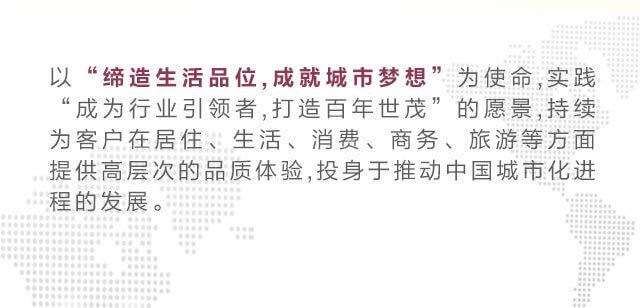 以“缔造生活品位,成就城市梦想”为使命,实践
“成为行业引领者,打造百年世茂”的愿景,持续
为客户在居住、生活、消费、商务、旅游等方面
提供高层次的品质体验,投身于推动中国城市化进
程的发展。